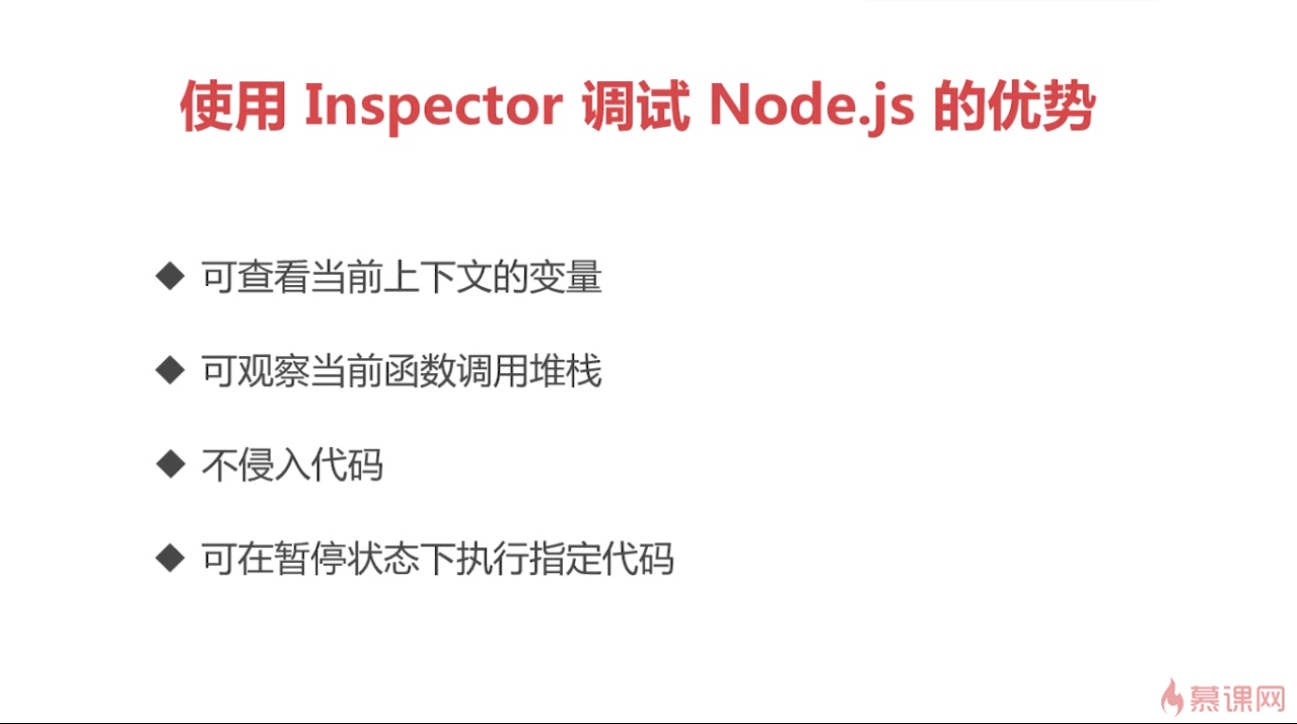 使用 Inspector 调试 Node.js 的优势
◆ 可查看当前上下文的变量
◆ 可观察当前函数调用堆栈
◆ 不侵入代码
◆ 可在暂停状态下执行指定代码
慕课网